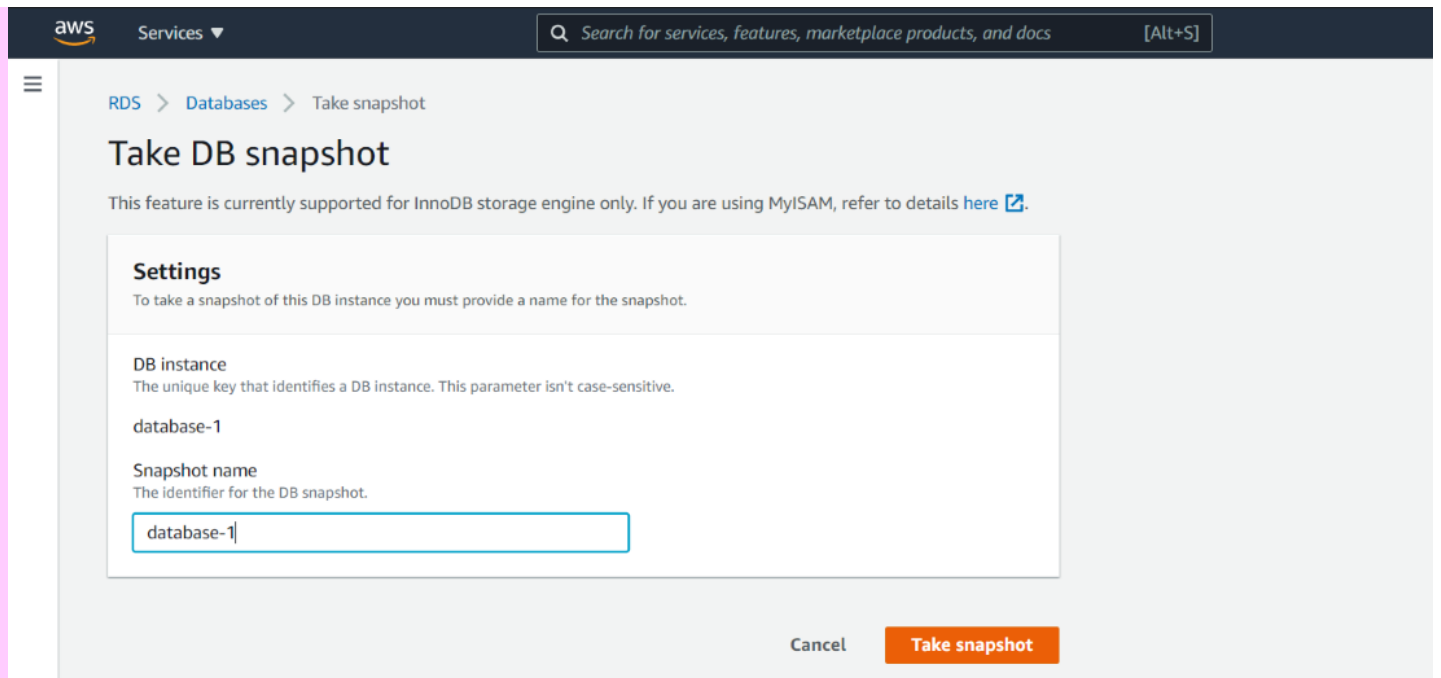 aws Services ▼ Search for services, features, marketplace products, and docs [Alt+S]
RDS > Databases > Take snapshot
Take DB snapshot
This feature is currently supported for InnoDB storage engine only. If you are using MyISAM, refer to details here.
Settings
To take a snapshot of this DB instance you must provide a name for the snapshot.
DB instance
The unique key that identifies a DB instance. This parameter isn't case-sensitive.
database-1
Snapshot name
The identifier for the DB snapshot.
database-1
Cancel Take snapshot